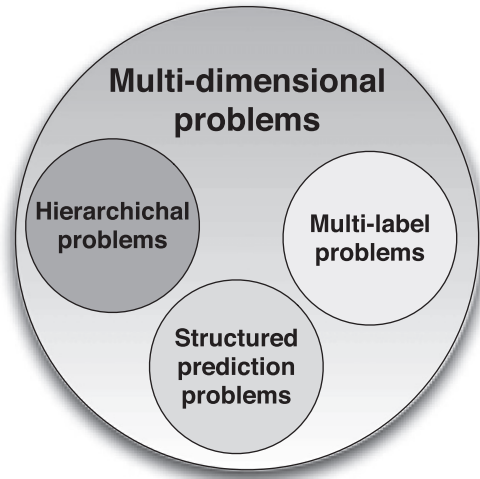 Multi-dimensional
problems
Hierarchichal
problems
Multi-label
problems
Structured
prediction
problems